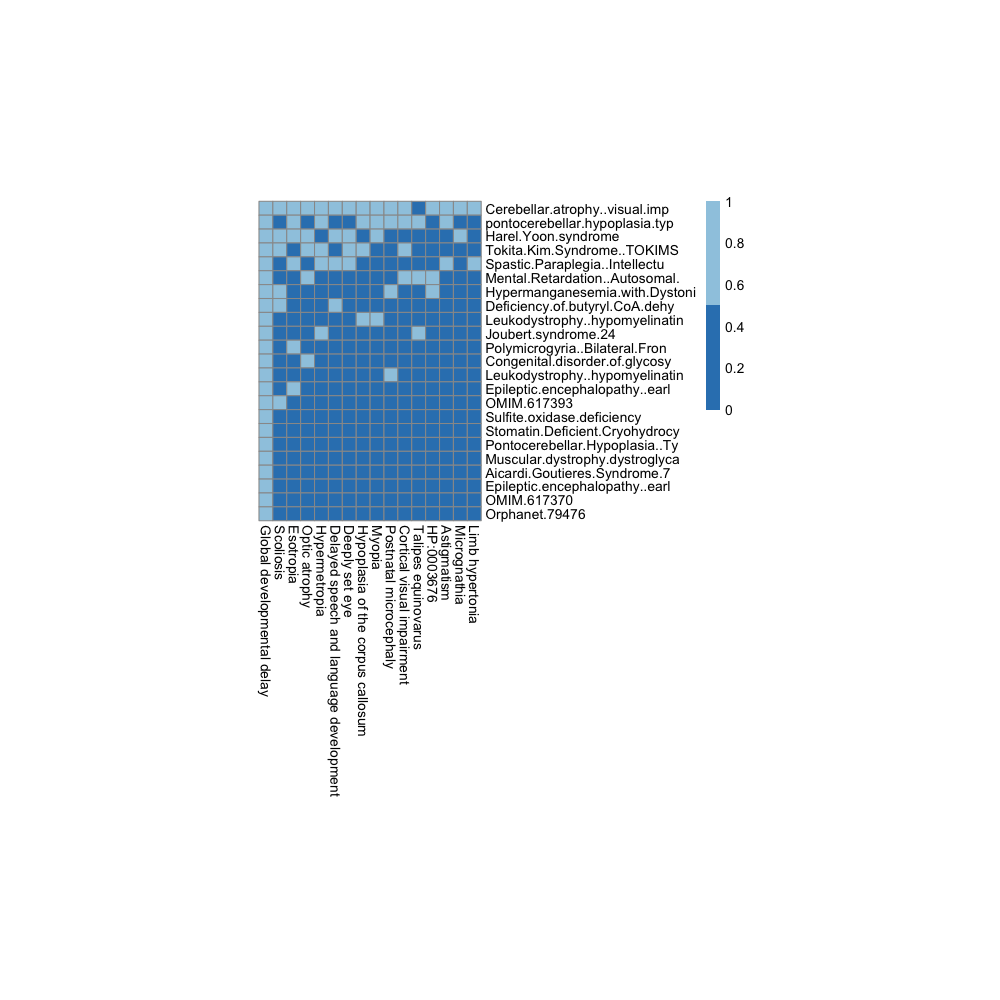 Cerebellar.atrophy..visual.imp
pontocerebellar.hypoplasia.typ
Harel.Yoon.syndrome
Tokita.Kim.Syndrome..TOKIMS
Spastic.Paraplegia..Intellectu
Mental.Retardation..Autosomal.
Hypermanganesemia.with.Dystoni
Deficiency.of.butyryl.CoA.dehy
Leukodystrophy..hypomyelinatin
Joubert.syndrome.24
Polymicrogyria..Bilateral.Fron
Congenital.disorder.of.glycosy
Leukodystrophy..hypomyelinatin
Epileptic.encephalopathy..earl
OMIM.617393
Sulfite.oxidase.deficiency
Stomatin.Deficient.Cryohydrocy
Pontocerebellar.Hypoplasia..Ty
Muscular.dystrophy.dystroglyca
Aicardi.Goutieres.Syndrome.7
Epileptic.encephalopathy..earl
OMIM.617370
Orphanet.79476
1
0.8
0.6
0.4
0.2
0
Global developmental delay
Scoliosis
Esotropia
Optic atrophy
Hypermetropia
Delayed speech and language development
Deeply set eye
Hypoplasia of the corpus callosum
Myopia
Postnatal microcephaly
Cortical visual impairment
Talipes equinovarus
HP:0003676
Astigmatism
Micrognathia
Limb hypertonia